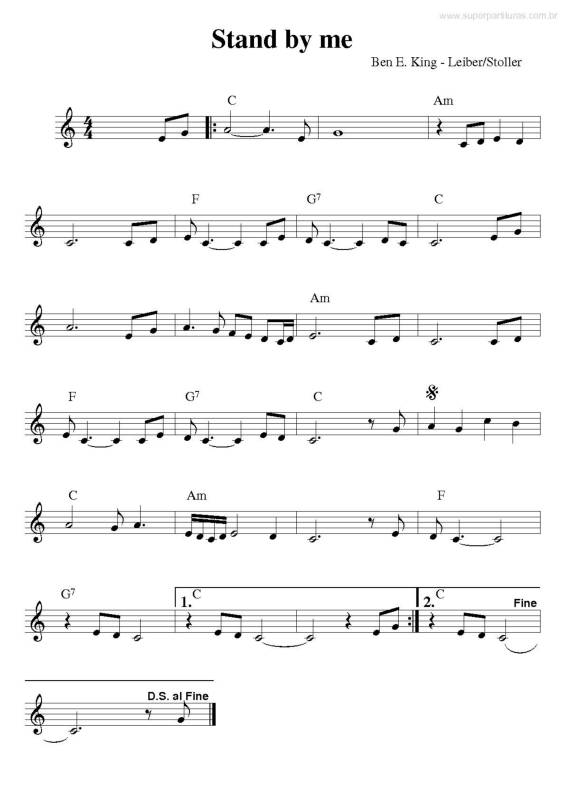 www.superpartituras.com.br
Stand by me
Ben E. King - Leiber/Stoller
4/4
C Am
F G7 C
Am
F G7 C
C Am F
G7 1. C 2. C Fine
D.S. al Fine